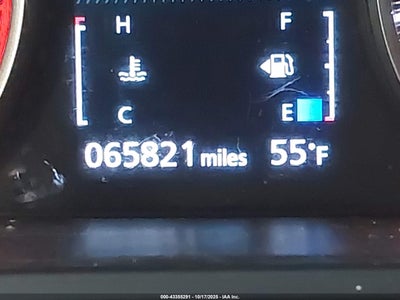 H F
C E
065821 miles 55°F
000-43355291 - 10/17/2025 - IAA Inc.